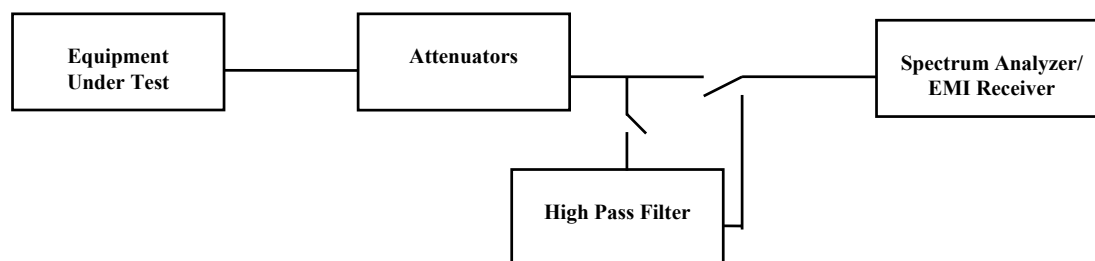 Equipment
Under Test
Attenuators
Spectrum Analyzer/
EMI Receiver
High Pass Filter